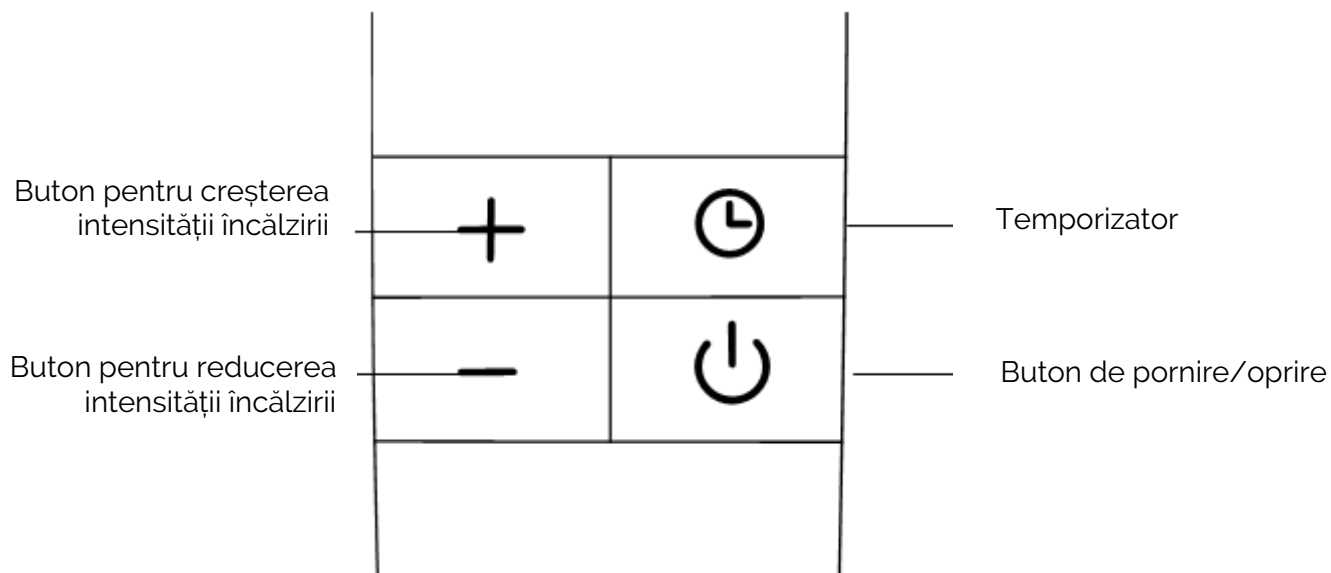 Buton pentru creșterea
intensității încălzirii
Temporizator
Buton pentru reducerea
intensității încălzirii
Buton de pornire/oprire